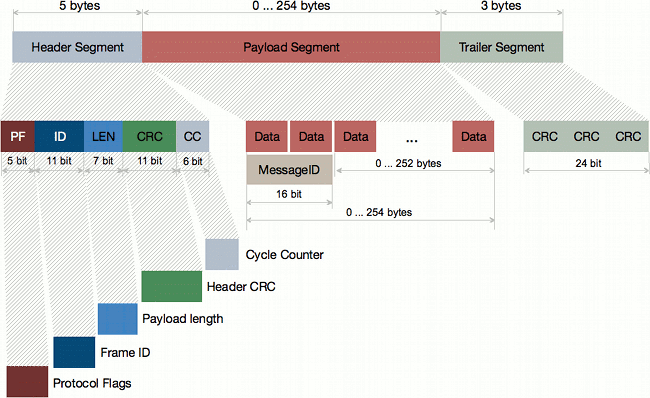 5 bytes 0 ... 254 bytes 3 bytes
Header Segment Payload Segment Trailer Segment
PF ID LEN CRC CC Data Data Data ... Data CRC CRC CRC
5 bit 11 bit 7 bit 11 bit 6 bit
MessageID 0 ... 252 bytes 24 bit
16 bit
0 ... 254 bytes
Cycle Counter
Header CRC
Payload length
Frame ID
Protocol Flags